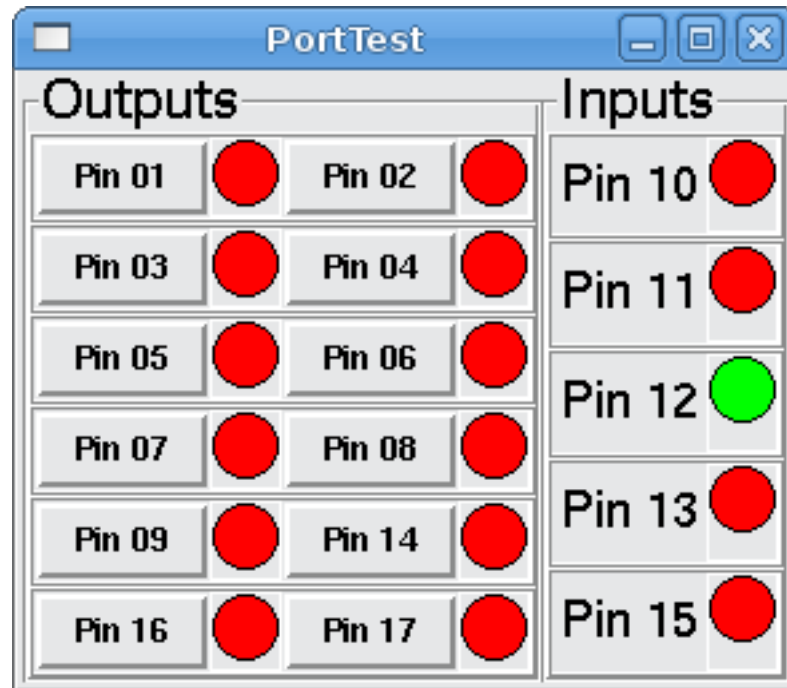 PortTest
Outputs
Inputs
Pin 01
Pin 02
Pin 10
Pin 03
Pin 04
Pin 11
Pin 05
Pin 06
Pin 12
Pin 07
Pin 08
Pin 13
Pin 09
Pin 14
Pin 15
Pin 16
Pin 17